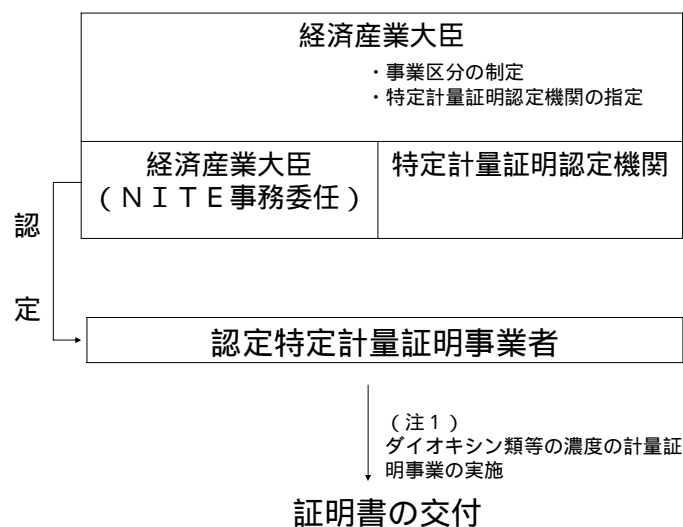 経済産業大臣
・事業区分の制定
・特定計量証明認定機関の指定
経済産業大臣
（ＮＩＴＥ事務委任）
特定計量証明認定機関
認
定
認定特定計量証明事業者
（注１）
ダイオキシン類等の濃度の計量証
明事業の実施
証明書の交付